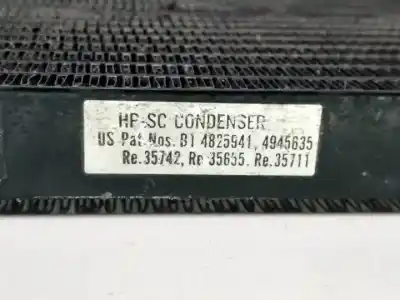 HP-SC CONDENSER
US Pat.Nos. B1 4825941, 4945635
Re.35742, Re 35655. Re.35711